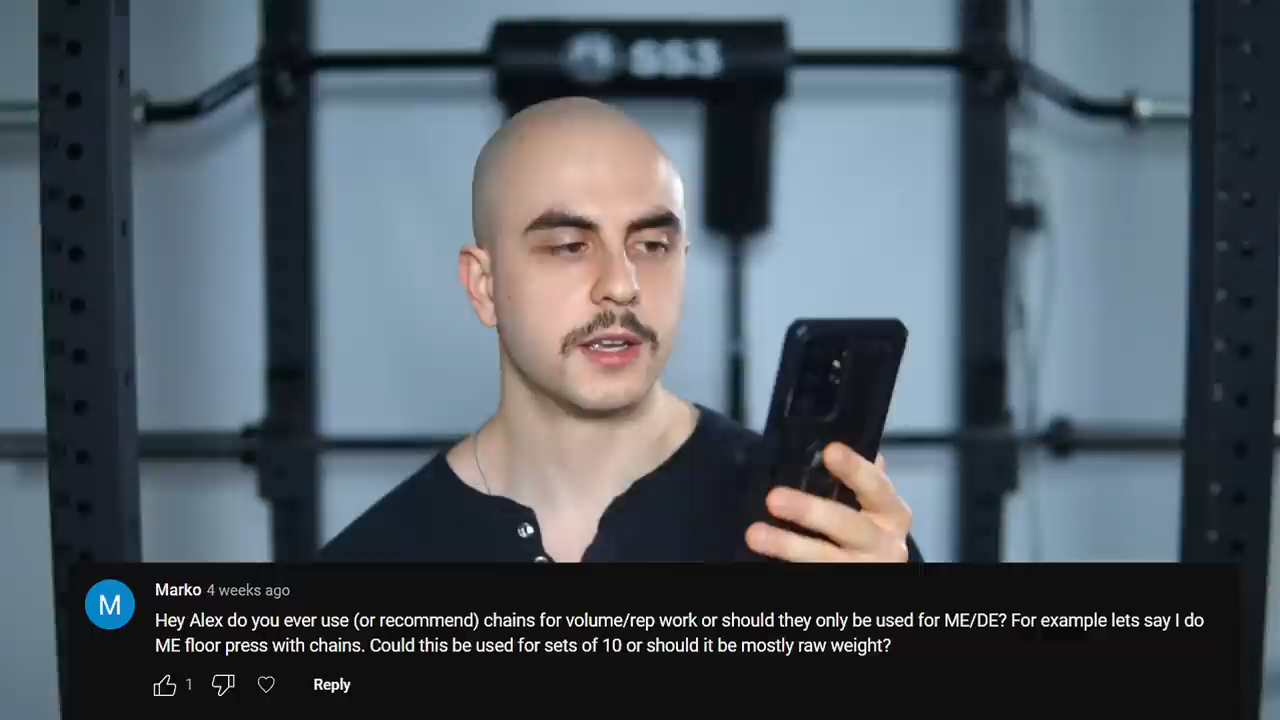 SS3
M
Marko 4 weeks ago
Hey Alex do you ever use (or recommend) chains for volume/rep work or should they only be used for ME/DE? For example lets say I do
ME floor press with chains. Could this be used for sets of 10 or should it be mostly raw weight?
1 Reply